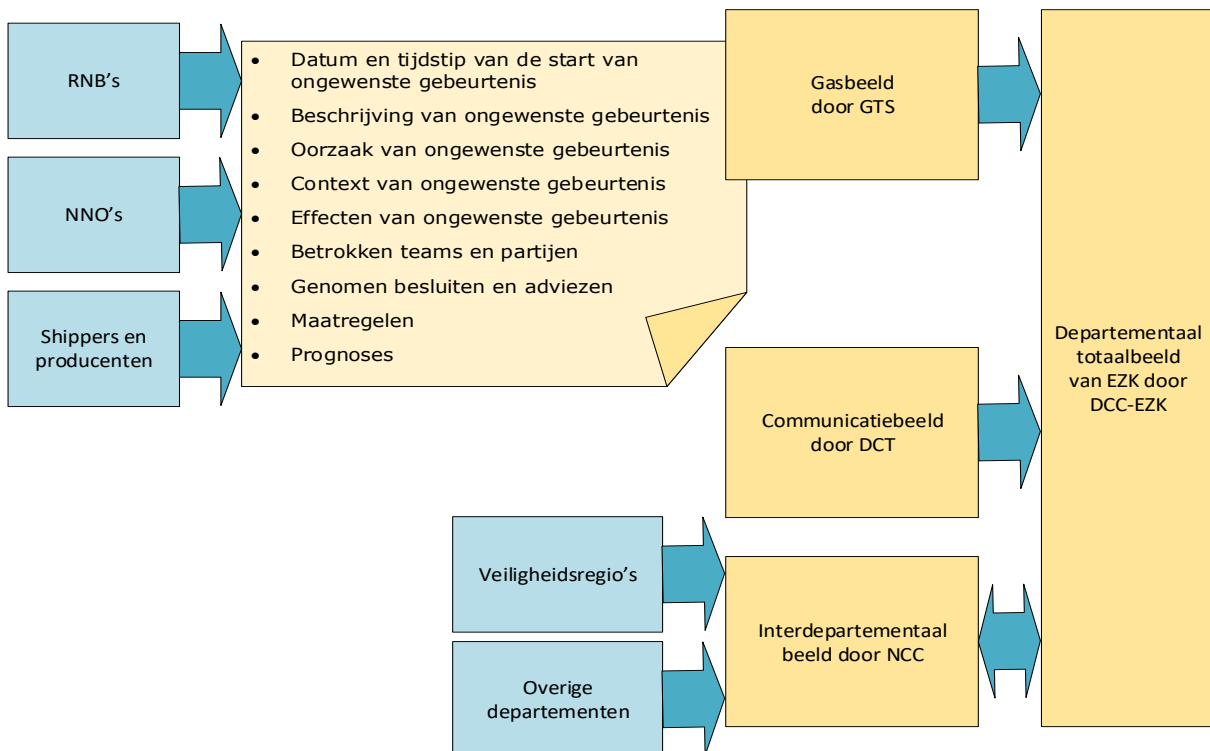 RNB’s
NNO’s
Shippers en
producenten
• Datum en tijdstip van de start van
ongewenste gebeurtenis
• Beschrijving van ongewenste gebeurtenis
• Oorzaak van ongewenste gebeurtenis
• Context van ongewenste gebeurtenis
• Effecten van ongewenste gebeurtenis
• Betrokken teams en partijen
• Genomen besluiten en adviezen
• Maatregelen
• Prognoses
Gasbeeld
door GTS
Communicatiebeeld
door DCT
Veiligheidsregio’s
Overige
departementen
Interdepartementaal
beeld door NCC
Departementaal
totaalbeeld
van EZK door
DCC-EZK